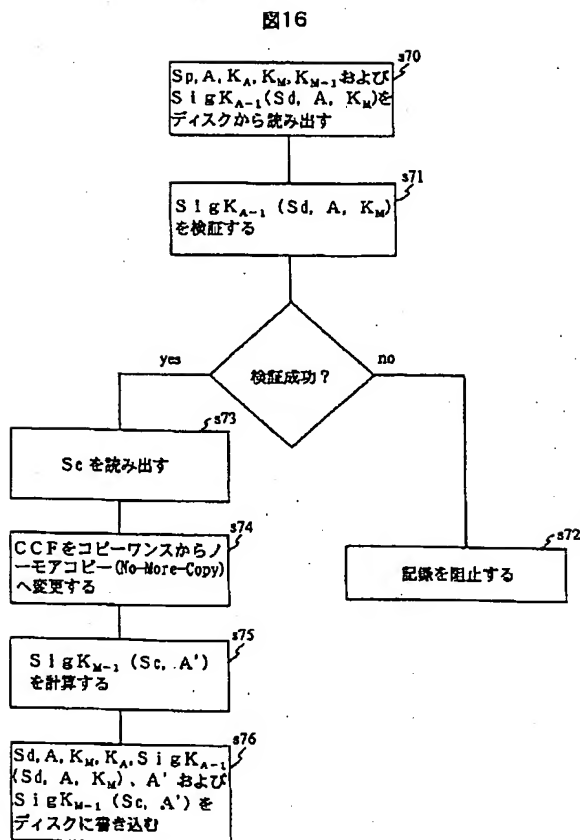 図16
s70
Sp, A, K_A, K_M, K_M-1および
SigK_A-1(Sd, A, K_M)を
ディスクから読み出す
s71
SigK_A-1 (Sd, A, K_M)
を検証する
検証成功?
yes
no
s73
Scを読み出す
s74
CCFをコピーワンスからノ
ーモアコピー(No-More-Copy)
へ変更する
s72
記録を阻止する
s75
SigK_M-1 (Sc, A')
を計算する
s76
Sd, A, K_M, K_A, SigK_A-1
(Sd, A, K_M)、A' および
SigK_M-1 (Sc, A') を
ディスクに書き込む